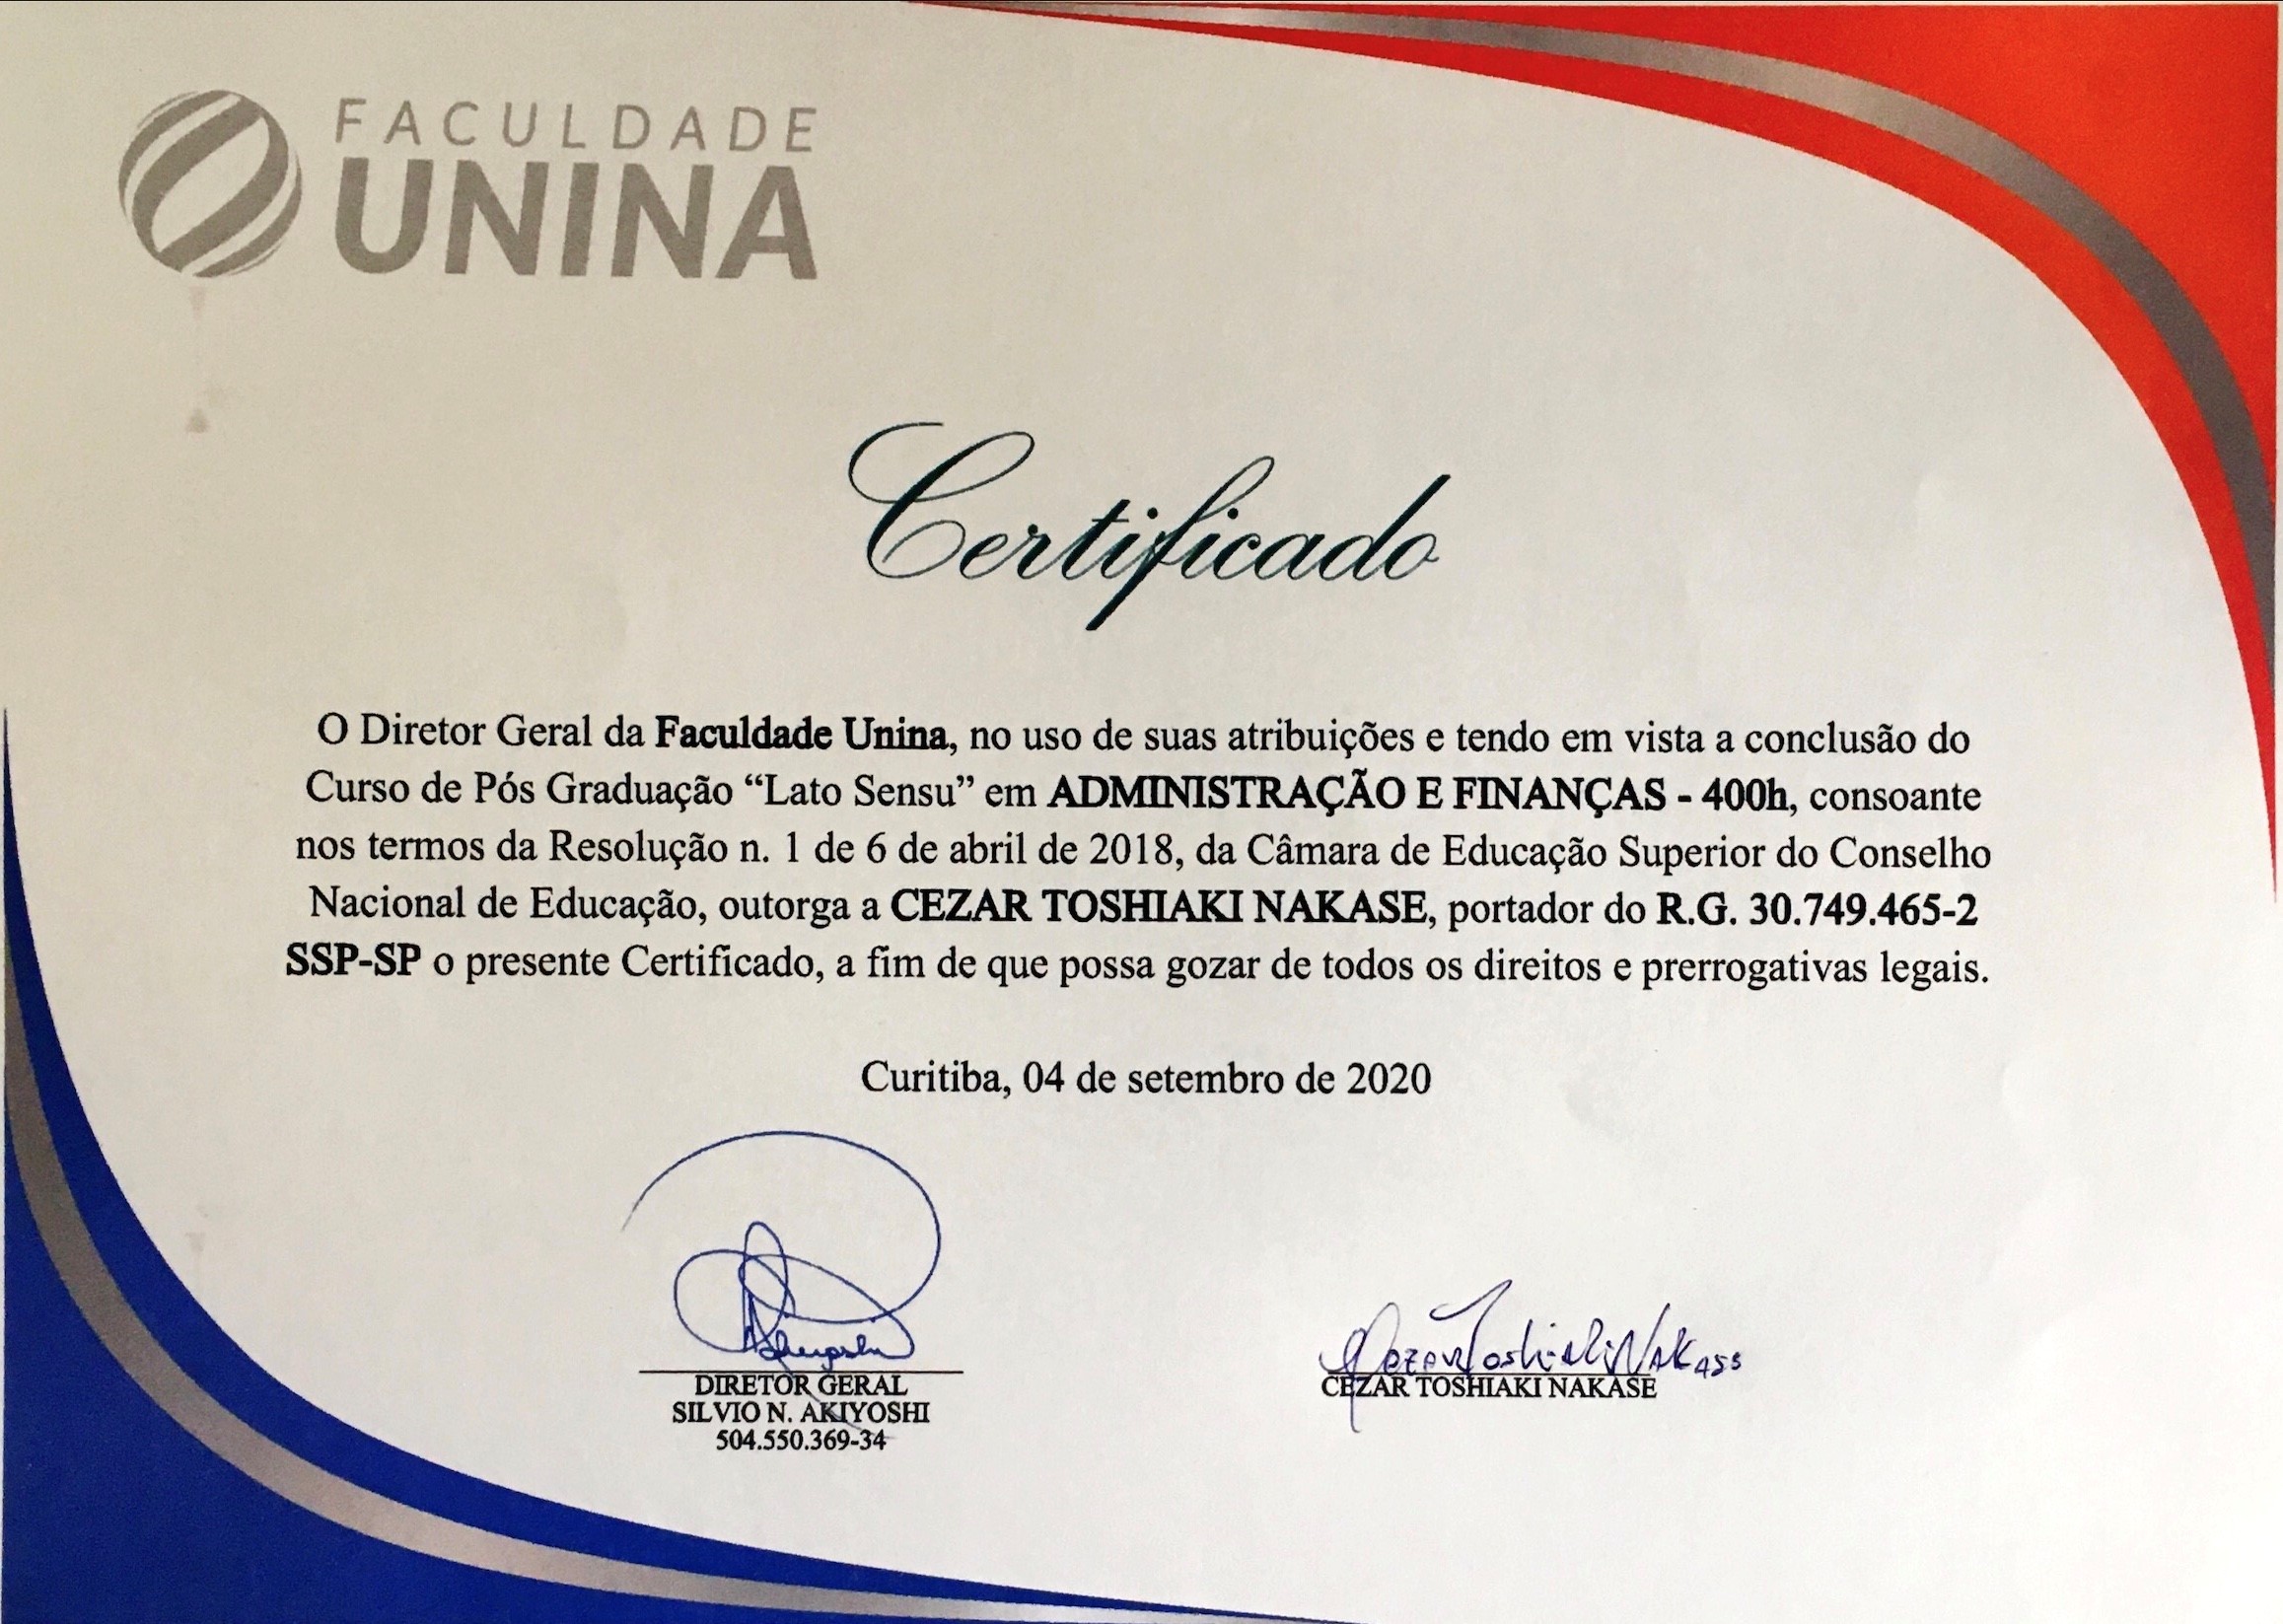 FACULDADE
UNINA
Certificado
O Diretor Geral da Faculdade Unina, no uso de suas atribuições e tendo em vista a conclusão do
Curso de Pós Graduação “Lato Sensu” em ADMINISTRAÇÃO E FINANÇAS - 400h, consoante
nos termos da Resolução n. 1 de 6 de abril de 2018, da Câmara de Educação Superior do Conselho
Nacional de Educação, outorga a CEZAR TOSHIAKI NAKASE, portador do R.G. 30.749.465-2
SSP-SP o presente Certificado, a fim de que possa gozar de todos os direitos e prerrogativas legais.
Curitiba, 04 de setembro de 2020
DIRETOR GERAL
SILVIO N. AKIYOSHI
504.550.369-34
CEZAR TOSHIAKI NAKASE